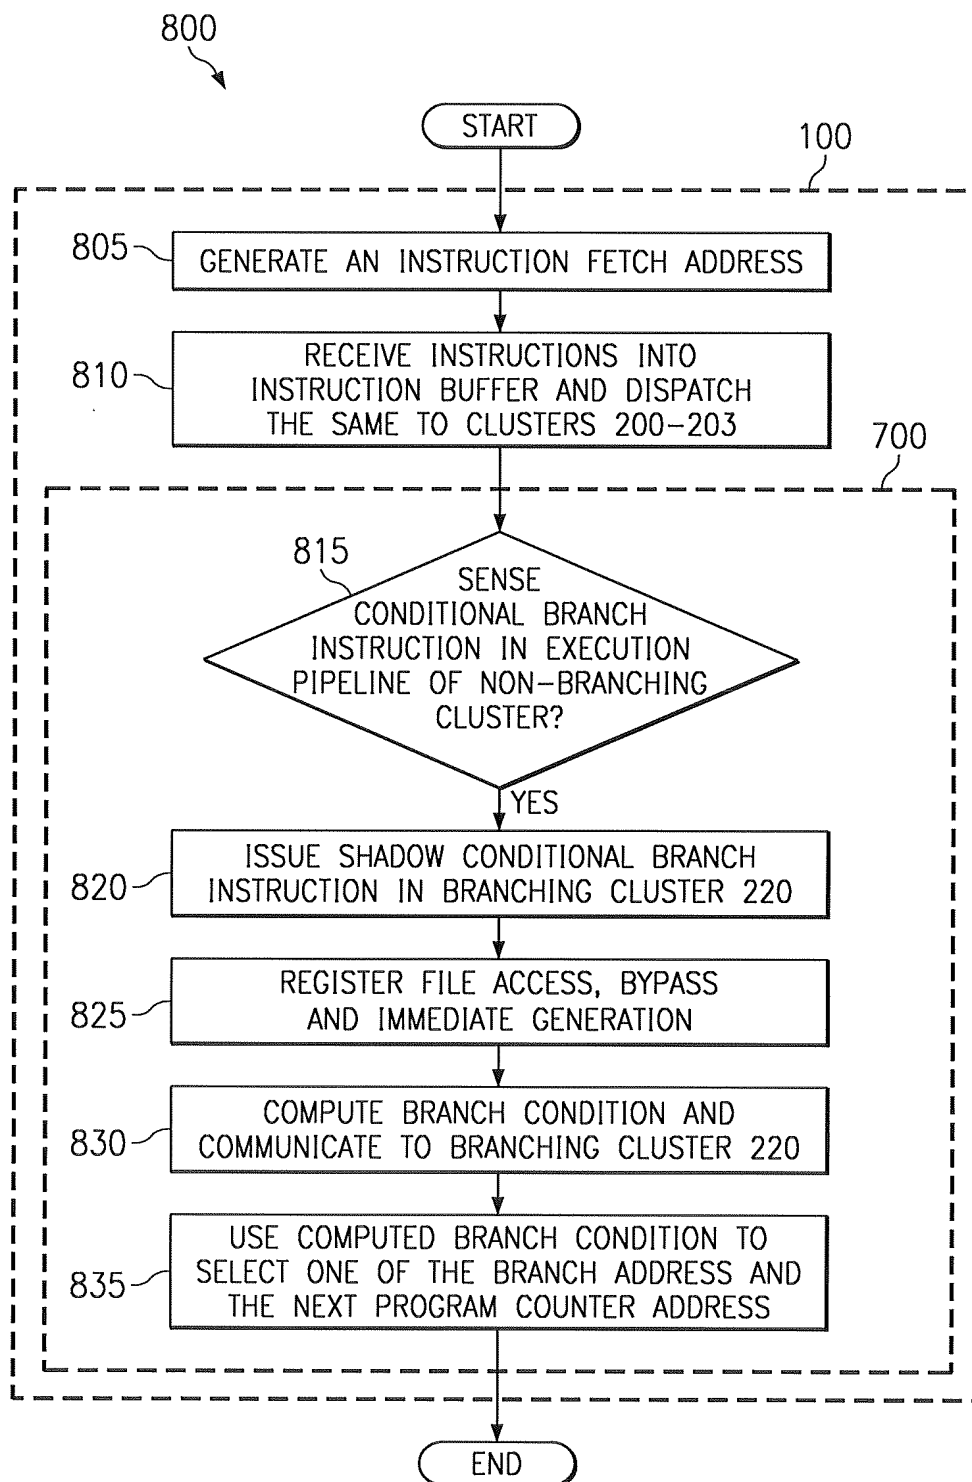 800
START
100
805
GENERATE AN INSTRUCTION FETCH ADDRESS
810
RECEIVE INSTRUCTIONS INTO
INSTRUCTION BUFFER AND DISPATCH
THE SAME TO CLUSTERS 200-203
700
815
SENSE
CONDITIONAL BRANCH
INSTRUCTION IN EXECUTION
PIPELINE OF NON-BRANCHING
CLUSTER?
YES
820
ISSUE SHADOW CONDITIONAL BRANCH
INSTRUCTION IN BRANCHING CLUSTER 220
825
REGISTER FILE ACCESS, BYPASS
AND IMMEDIATE GENERATION
830
COMPUTE BRANCH CONDITION AND
COMMUNICATE TO BRANCHING CLUSTER 220
835
USE COMPUTED BRANCH CONDITION TO
SELECT ONE OF THE BRANCH ADDRESS AND
THE NEXT PROGRAM COUNTER ADDRESS
END